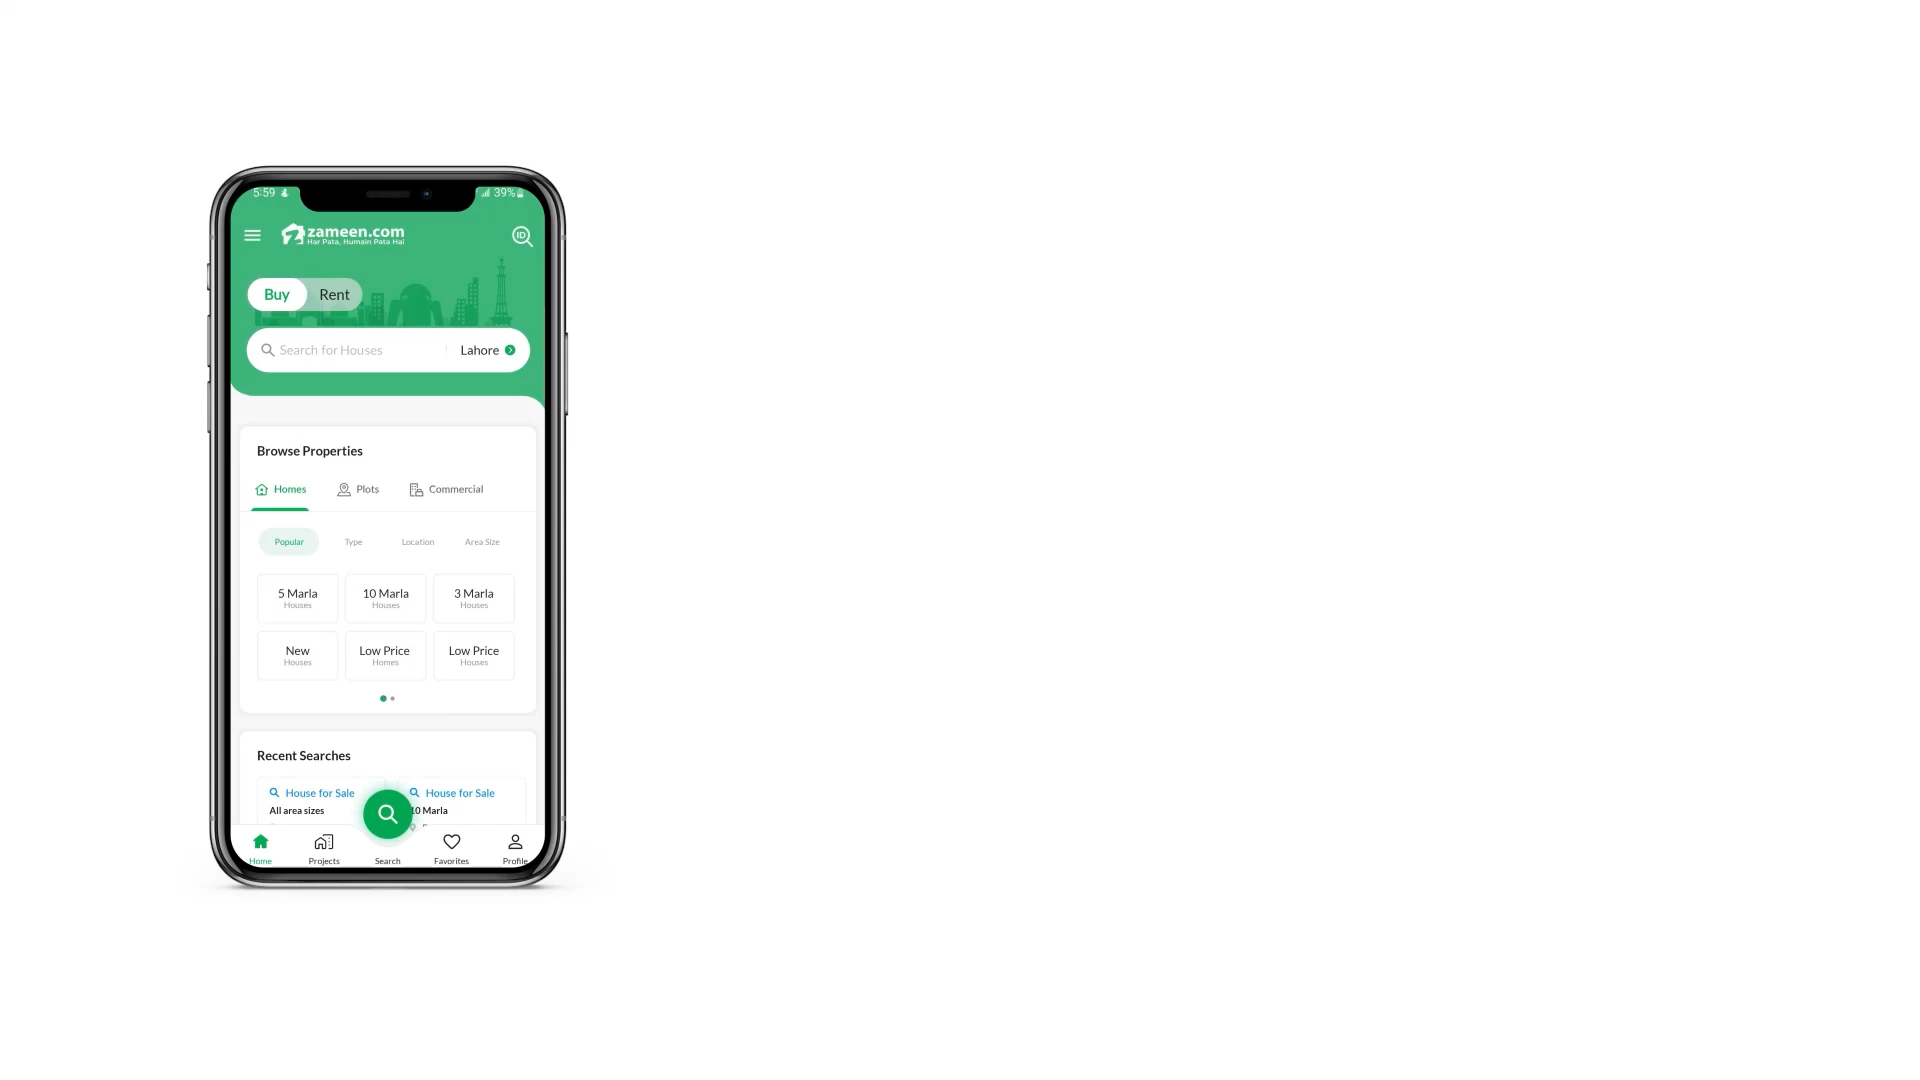 5:59
39%
zameen.com
Har Pata, Humain Pata Hai
ID
Buy Rent
Search for Houses Lahore
Browse Properties
Homes Plots Commercial
Popular Type Location Area Size
5 Marla 10 Marla 3 Marla
Houses Houses Houses
New Low Price Low Price
Houses Homes Houses
Recent Searches
House for Sale House for Sale
All area sizes 10 Marla
Home Projects Search Favorites Profile